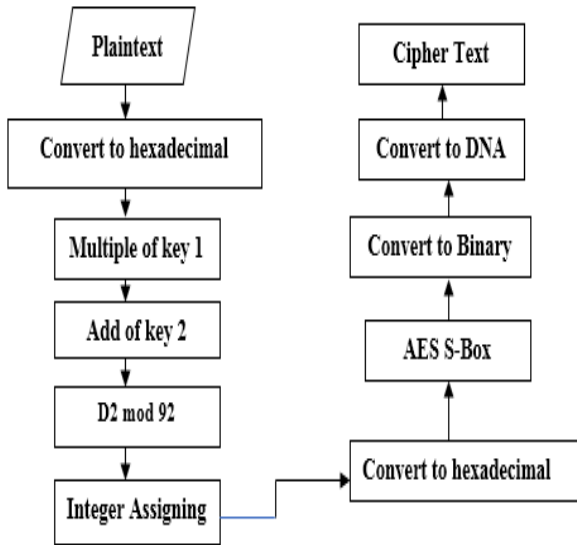 Plaintext
Convert to hexadecimal
Multiple of key 1
Add of key 2
D2 mod 92
Integer Assigning
Convert to hexadecimal
AES S-Box
Convert to Binary
Convert to DNA
Cipher Text